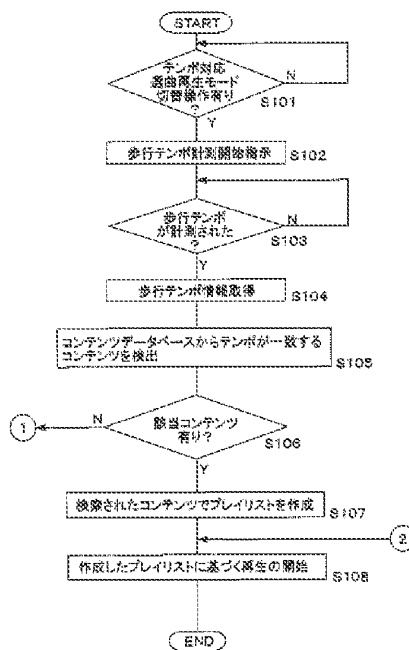 START
テンポ対応
選曲再生モード
切替操作有り
?
N
S101
Y
歩行テンポ計測開始指示
S102
歩行テンポ
が計測された
?
N
S103
Y
歩行テンポ情報取得
S104
コンテンツデータベースからテンポが一致する
コンテンツを検出
S105
1
N
該当コンテンツ
有り?
S106
Y
検索されたコンテンツでプレイリストを作成
S107
2
作成したプレイリストに基づく再生の開始
S108
END